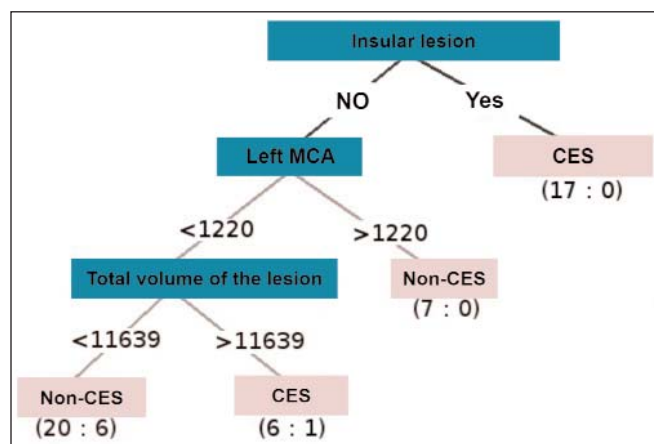 Insular lesion
NO
Yes
Left MCA
CES
(17 : 0)
<1220
>1220
Total volume of the lesion
Non-CES
(7 : 0)
<11639
>11639
Non-CES
CES
(20 : 6)
(6 : 1)